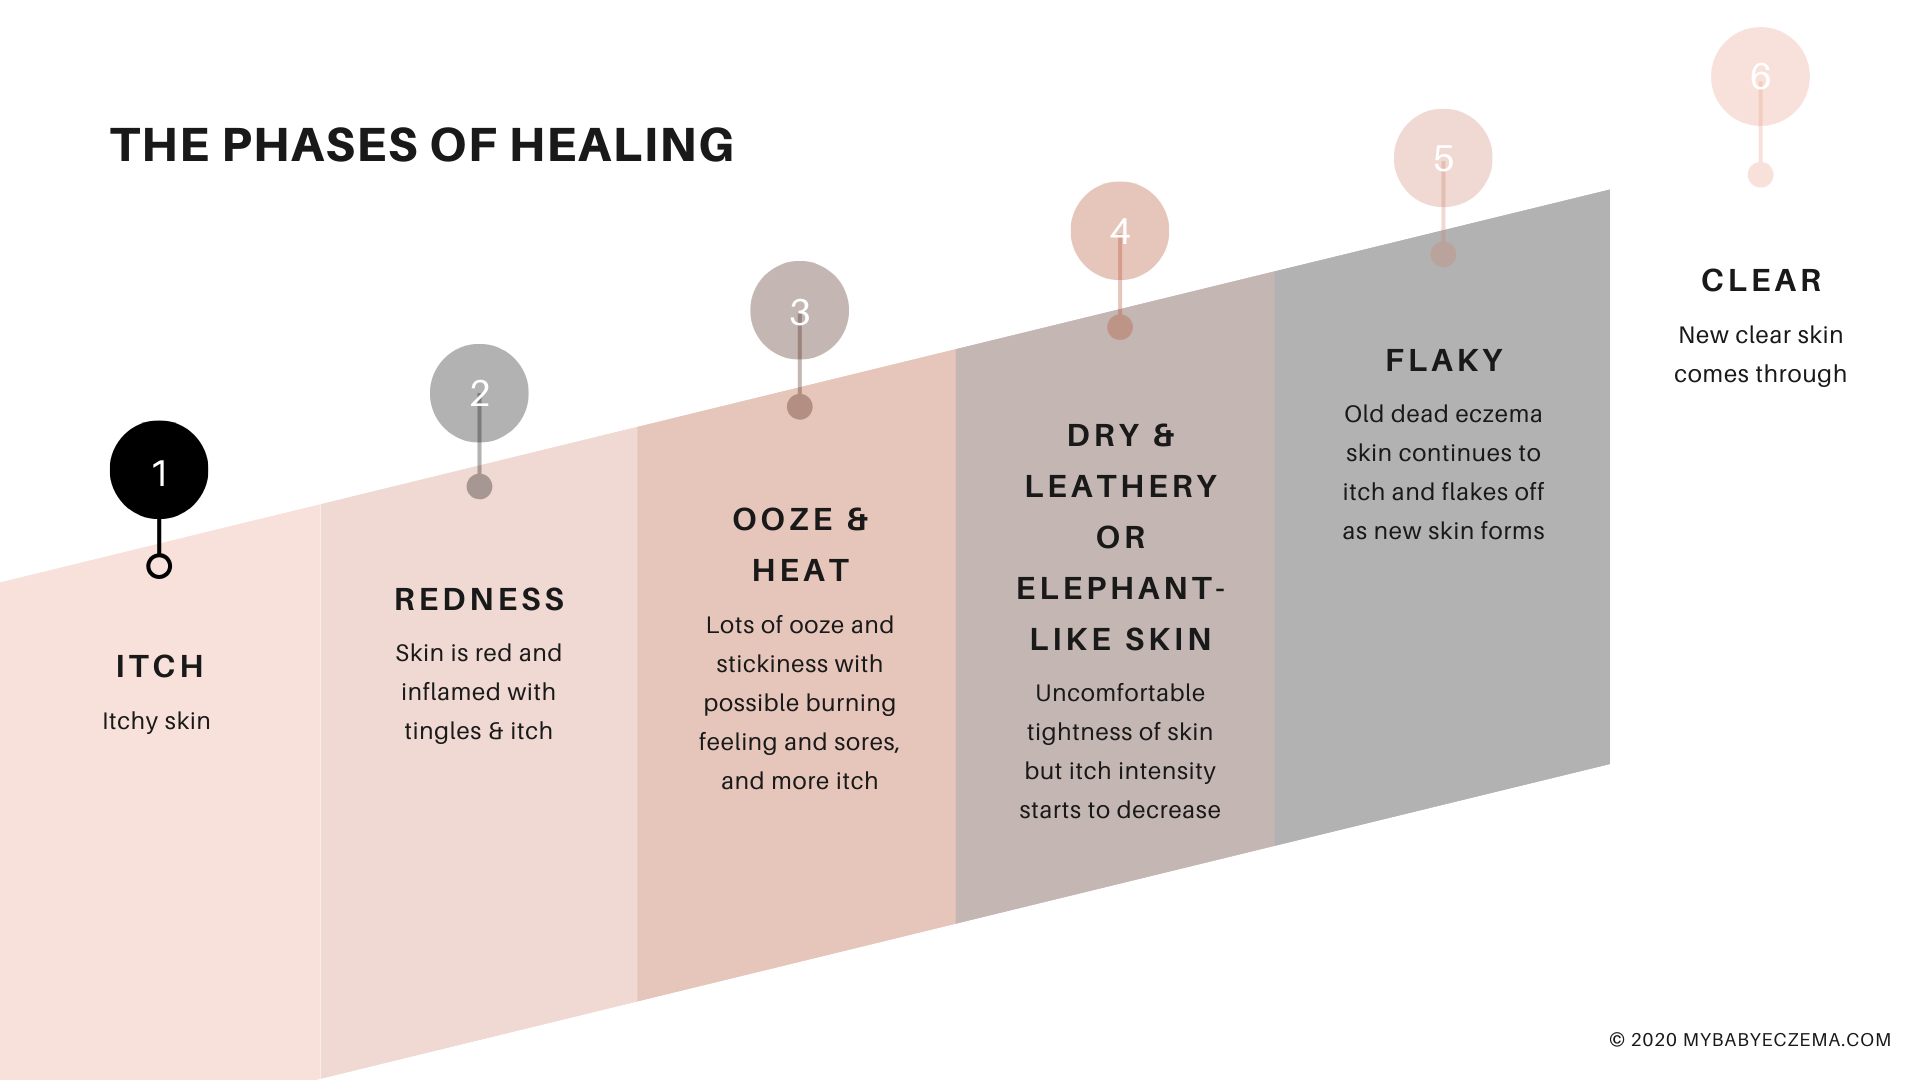 THE PHASES OF HEALING
1
ITCH
Itchy skin
2
REDNESS
Skin is red and
inflamed with
tingles & itch
3
OOZE &
HEAT
Lots of ooze and
stickiness with
possible burning
feeling and sores,
and more itch
4
DRY &
LEATHERY
OR
ELEPHANT-
LIKE SKIN
Uncomfortable
tightness of skin
but itch intensity
starts to decrease
5
FLAKY
Old dead eczema
skin continues to
itch and flakes off
as new skin forms
6
CLEAR
New clear skin
comes through
© 2020 MYBABYECZEMA.COM